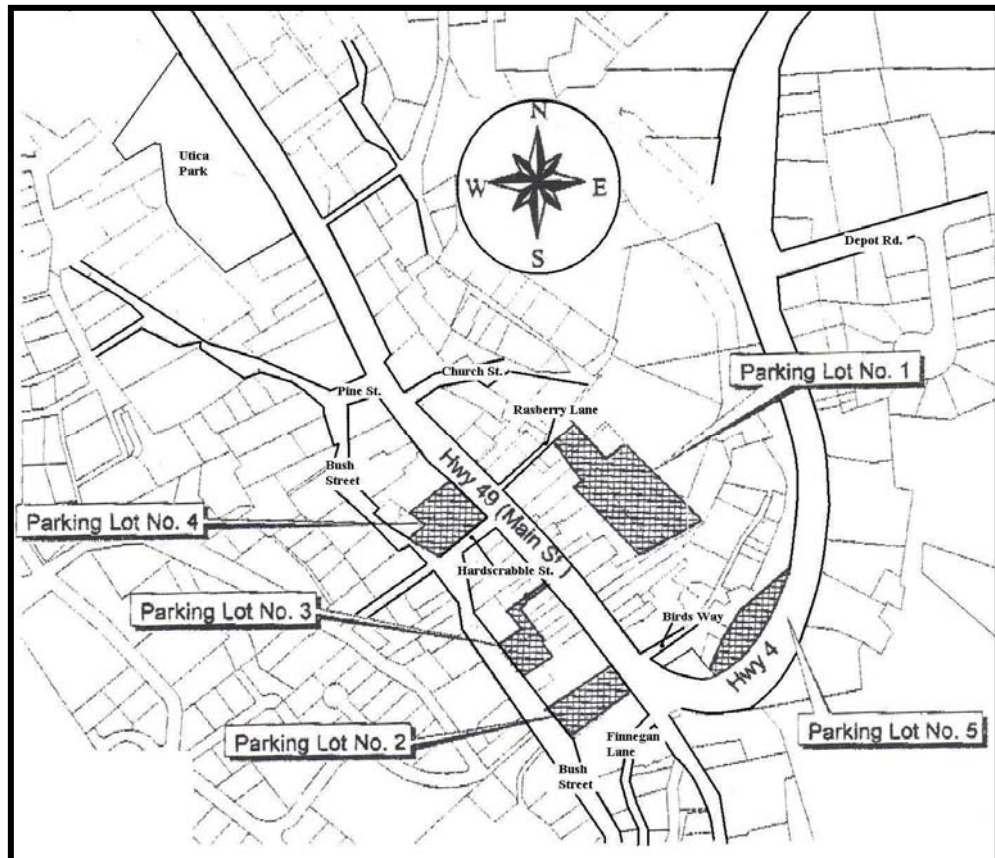 N
W
E
S
Utica
Park
Depot Rd.
Church St.
Pine St.
Parking Lot No. 1
Rasberry Lane
Bush
Street
Hwy 49 (Main St)
Parking Lot No. 4
Hardscrabble St.
Parking Lot No. 3
Birds Way
Hwy 4
Parking Lot No. 5
Parking Lot No. 2
Finnegan
Lane
Bush
Street